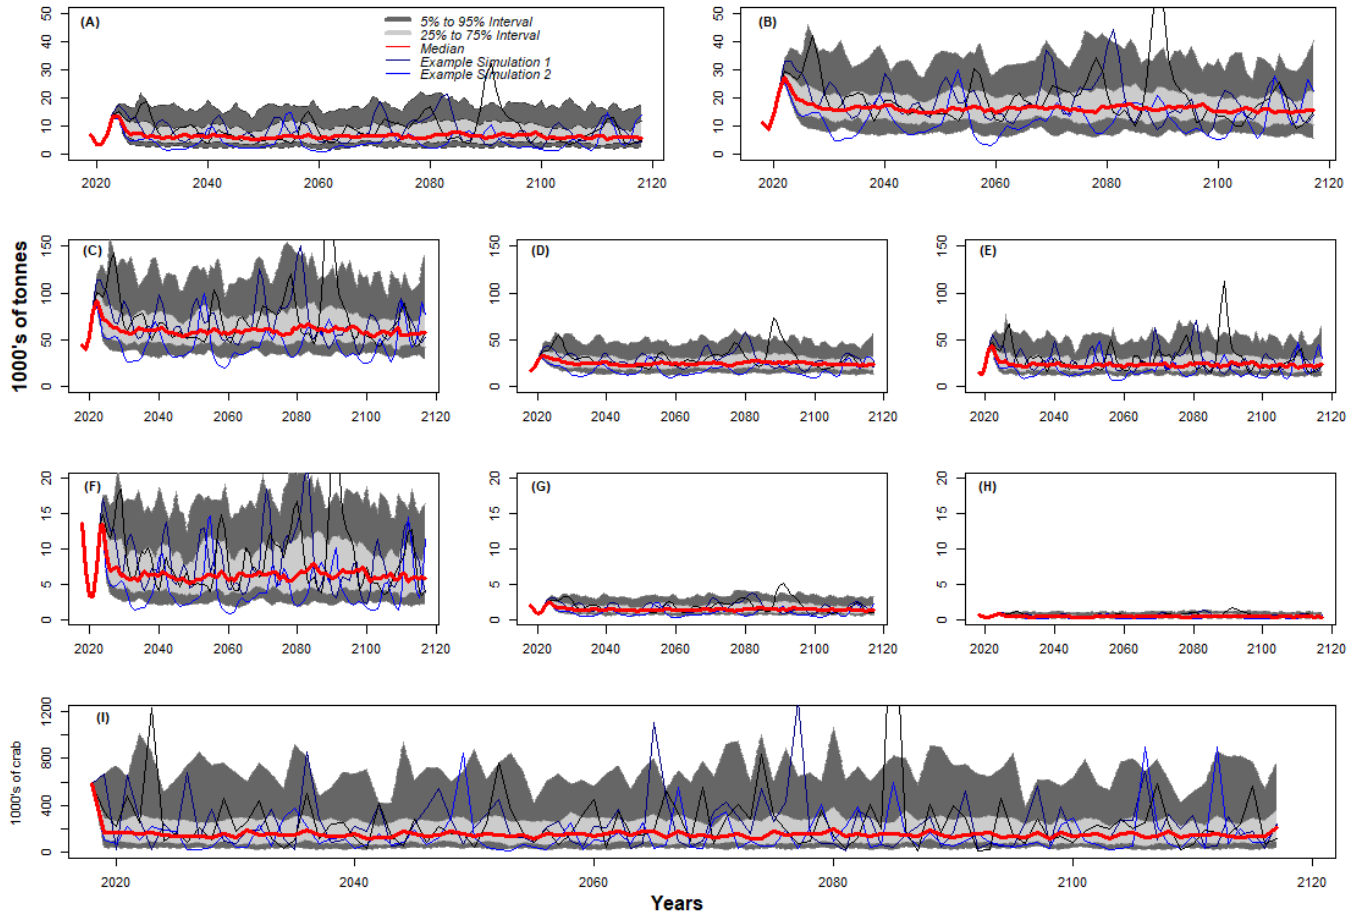 (A)
5% to 95% Interval
25% to 75% Interval
Median
Example Simulation 1
Example Simulation 2
0 10 20 30 40 50
2020 2040 2060 2080 2100 2120
(B)
0 10 20 30 40 50
2020 2040 2060 2080 2100 2120
1000's of tonnes
(C)
0 50 100 150
2020 2040 2060 2080 2100 2120
(D)
0 50 100 150
2020 2040 2060 2080 2100 2120
(E)
0 50 100 150
2020 2040 2060 2080 2100 2120
(F)
0 5 10 15 20
2020 2040 2060 2080 2100 2120
(G)
0 5 10 15 20
2020 2040 2060 2080 2100 2120
(H)
0 5 10 15 20
2020 2040 2060 2080 2100 2120
1000's of crab
(I)
0 400 800 1200
2020 2040 2060 2080 2100 2120
Years